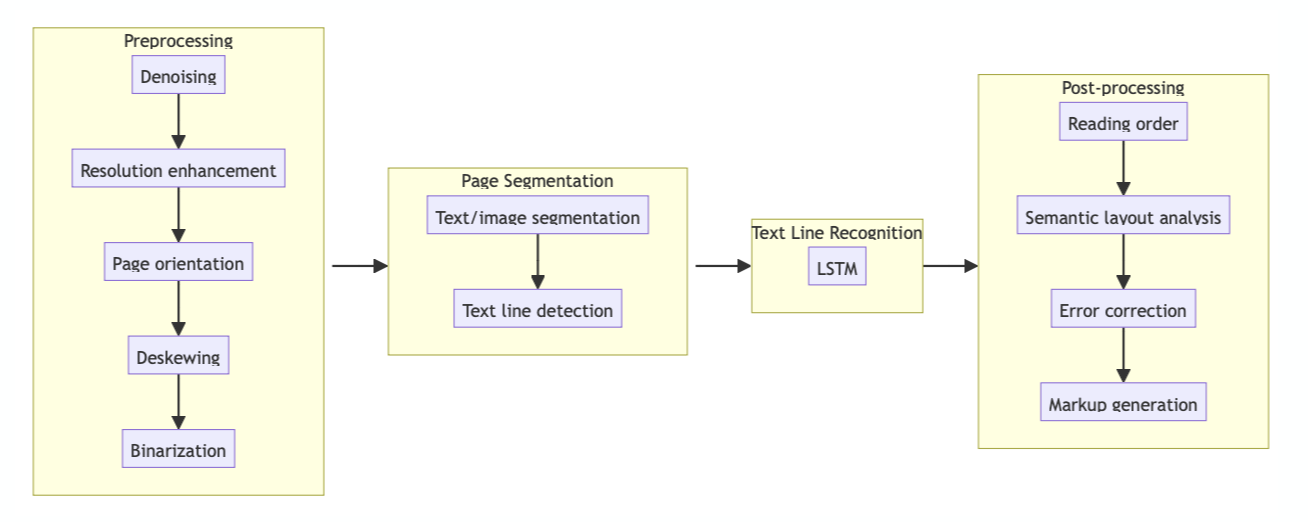 Preprocessing
Denoising
Resolution enhancement
Page orientation
Deskewing
Binarization
Page Segmentation
Text/image segmentation
Text line detection
Text Line Recognition
LSTM
Post-processing
Reading order
Semantic layout analysis
Error correction
Markup generation